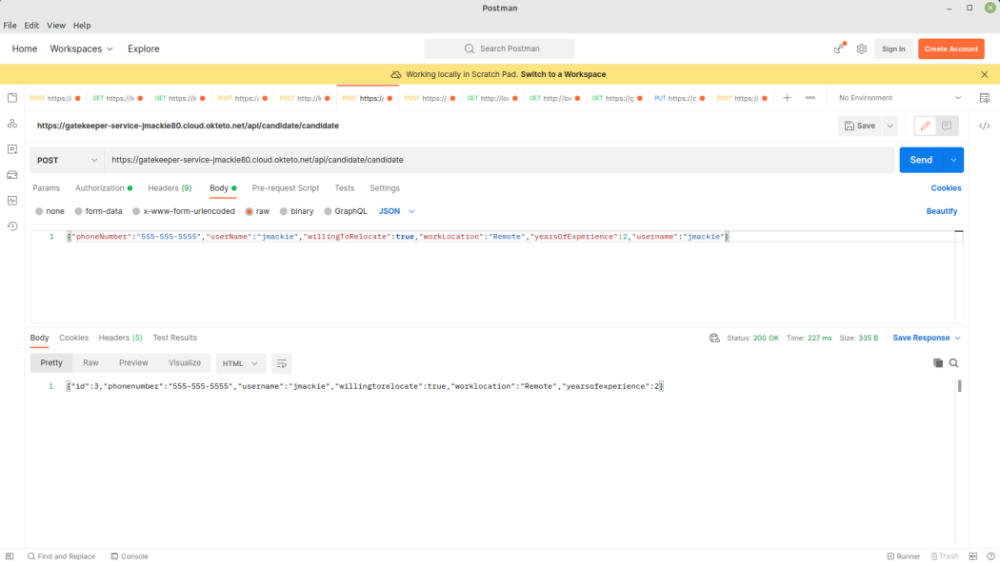 Postman
File Edit View Help
Home Workspaces Explore Search Postman Sign In Create Account
Working locally in Scratch Pad. Switch to a Workspace
POST https:/ GET https://l GET https://l POST https:/ POST http://l POST https:/ POST https:/ GET http://loc GET http://loc GET https://g PUT https://c POST https:/ No Environment
https://gatekeeper-service-jmackie80.cloud.okteto.net/api/candidate/candidate Save
POST https://gatekeeper-service-jmackie80.cloud.okteto.net/api/candidate/candidate Send
Params Authorization Headers (9) Body Pre-request Script Tests Settings Cookies
none form-data x-www-form-urlencoded raw binary GraphQL JSON Beautify
1 {"phoneNumber":"555-555-5555","userName":"jmackie","willingToRelocate":true,"workLocation":"Remote","yearsOfExperience":2,"username":"jmackie"}
Body Cookies Headers (5) Test Results Status: 200 OK Time: 227 ms Size: 335 B Save Response
Pretty Raw Preview Visualize HTML
1 {"id":3,"phonenumber":"555-555-5555","username":"jmackie","willingtorelocate":true,"worklocation":"Remote","yearsofexperience":2}
Find and Replace Console Runner Trash